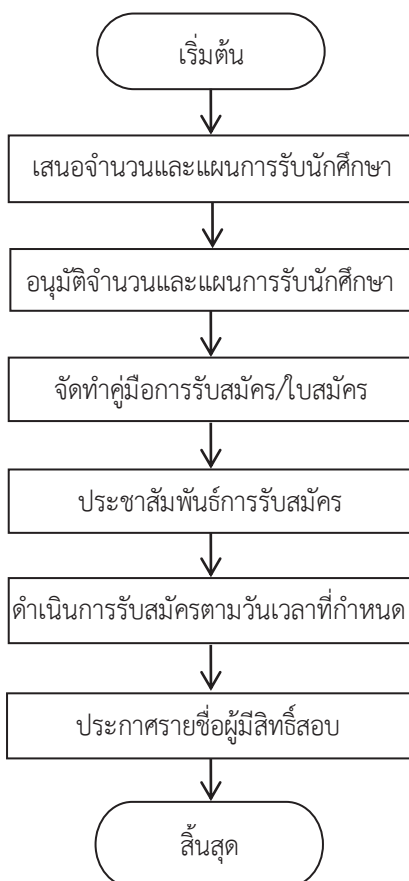 เริ่มต้น
เสนอจำนวนและแผนการรับนักศึกษา
อนุมัติจำนวนและแผนการรับนักศึกษา
จัดทำคู่มือการรับสมัคร/ใบสมัคร
ประชาสัมพันธ์การรับสมัคร
ดำเนินการรับสมัครตามวันเวลาที่กำหนด
ประกาศรายชื่อผู้มีสิทธิ์สอบ
สิ้นสุด